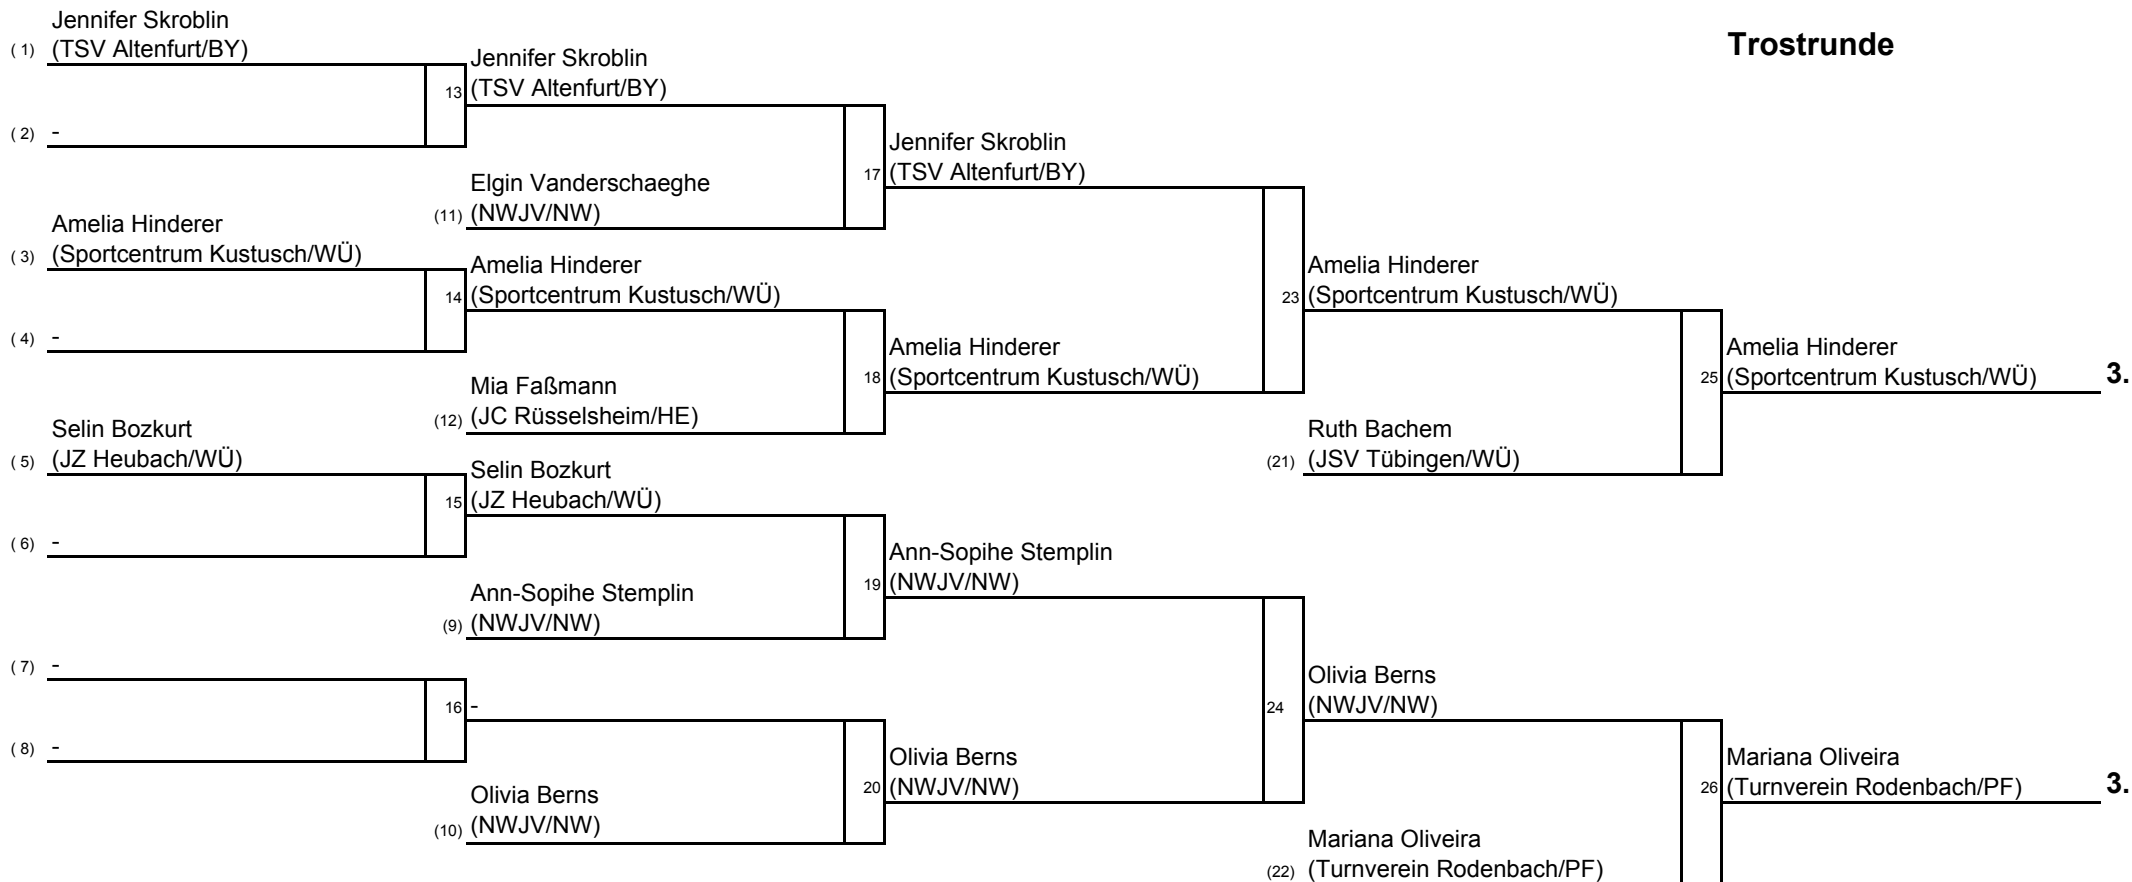 Jennifer Skroblin
( 1) (TSV Altenfurt/BY)
Trostrunde
Jennifer Skroblin
13 (TSV Altenfurt/BY)
( 2) -
Jennifer Skroblin
17 (TSV Altenfurt/BY)
Elgin Vanderschaeghe
(11) (NWJV/NW)
Amelia Hinderer
( 3) (Sportcentrum Kustusch/WÜ)
Amelia Hinderer
14 (Sportcentrum Kustusch/WÜ)
Amelia Hinderer
23 (Sportcentrum Kustusch/WÜ)
( 4) -
Amelia Hinderer
18 (Sportcentrum Kustusch/WÜ)
Amelia Hinderer
25 (Sportcentrum Kustusch/WÜ) 3.
Mia Faßmann
(12) (JC Rüsselsheim/HE)
Selin Bozkurt
( 5) (JZ Heubach/WÜ)
Ruth Bachem
(21) (JSV Tübingen/WÜ)
Selin Bozkurt
15 (JZ Heubach/WÜ)
( 6) -
Ann-Sopihe Stemplin
19 (NWJV/NW)
Ann-Sopihe Stemplin
(9) (NWJV/NW)
( 7) -
Olivia Berns
24 (NWJV/NW)
16 -
( 8) -
Olivia Berns
20 (NWJV/NW)
Mariana Oliveira
26 (Turnverein Rodenbach/PF) 3.
Olivia Berns
(10) (NWJV/NW)
Mariana Oliveira
(22) (Turnverein Rodenbach/PF)